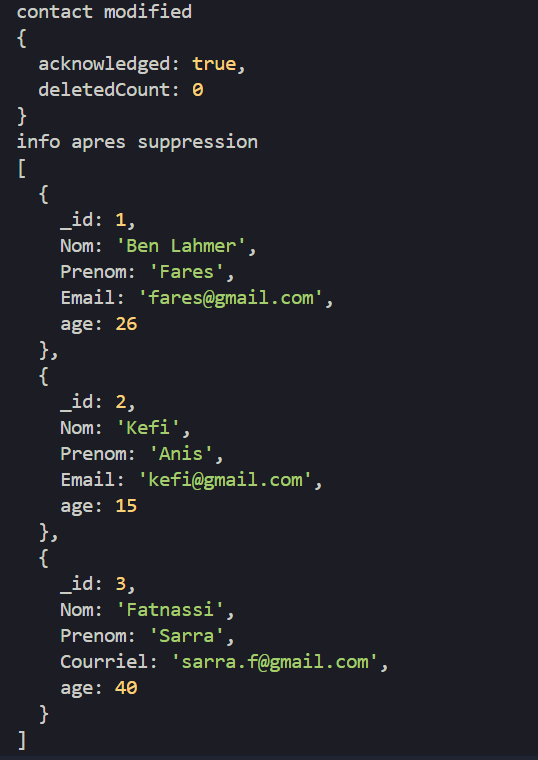 contact modified
{
  acknowledged: true,
  deletedCount: 0
}
info apres suppression
[
  {
    _id: 1,
    Nom: 'Ben Lahmer',
    Prenom: 'Fares',
    Email: 'fares@gmail.com',
    age: 26
  },
  {
    _id: 2,
    Nom: 'Kefi',
    Prenom: 'Anis',
    Email: 'kefi@gmail.com',
    age: 15
  },
  {
    _id: 3,
    Nom: 'Fatnassi',
    Prenom: 'Sarra',
    Courriel: 'sarra.f@gmail.com',
    age: 40
  }
]